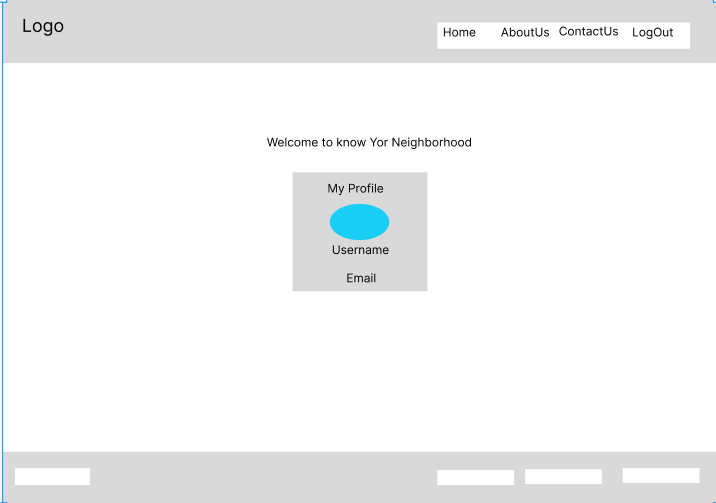 Logo
Home AboutUs ContactUs LogOut
Welcome to know Yor Neighborhood
My Profile
Username
Email